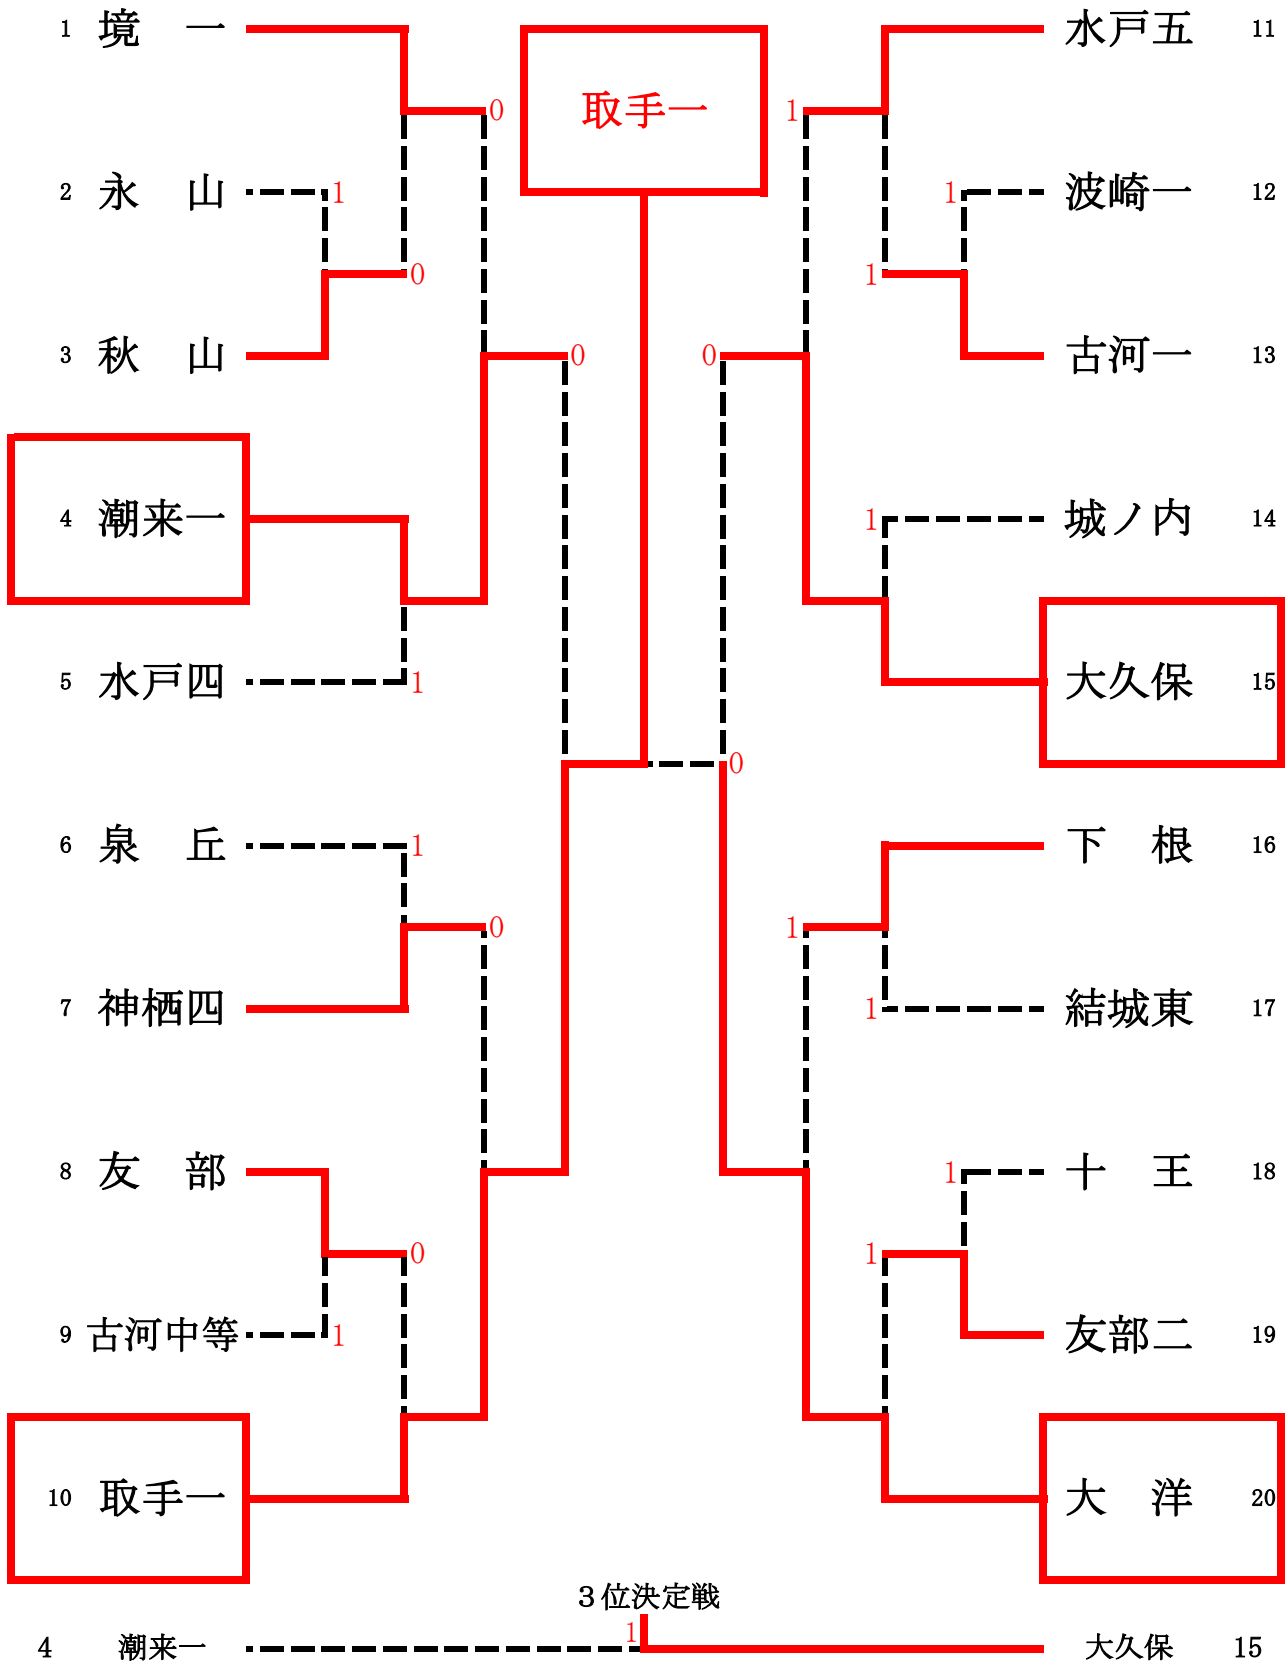 1 境 一
0
取手一
1
水戸五 11
2 永 山
1
1
波崎一 12
0
1
3 秋 山
0
0
古河一 13
4 潮来一
1
城ノ内 14
5 水戸四
1
大久保 15
0
6 泉 丘
1
下 根 16
0
1
7 神栖四
1
結城東 17
8 友 部
1
十 王 18
0
1
9 古河中等
1
友部二 19
10 取手一
大 洋 20
3位決定戦
4 潮来一
1
大久保 15